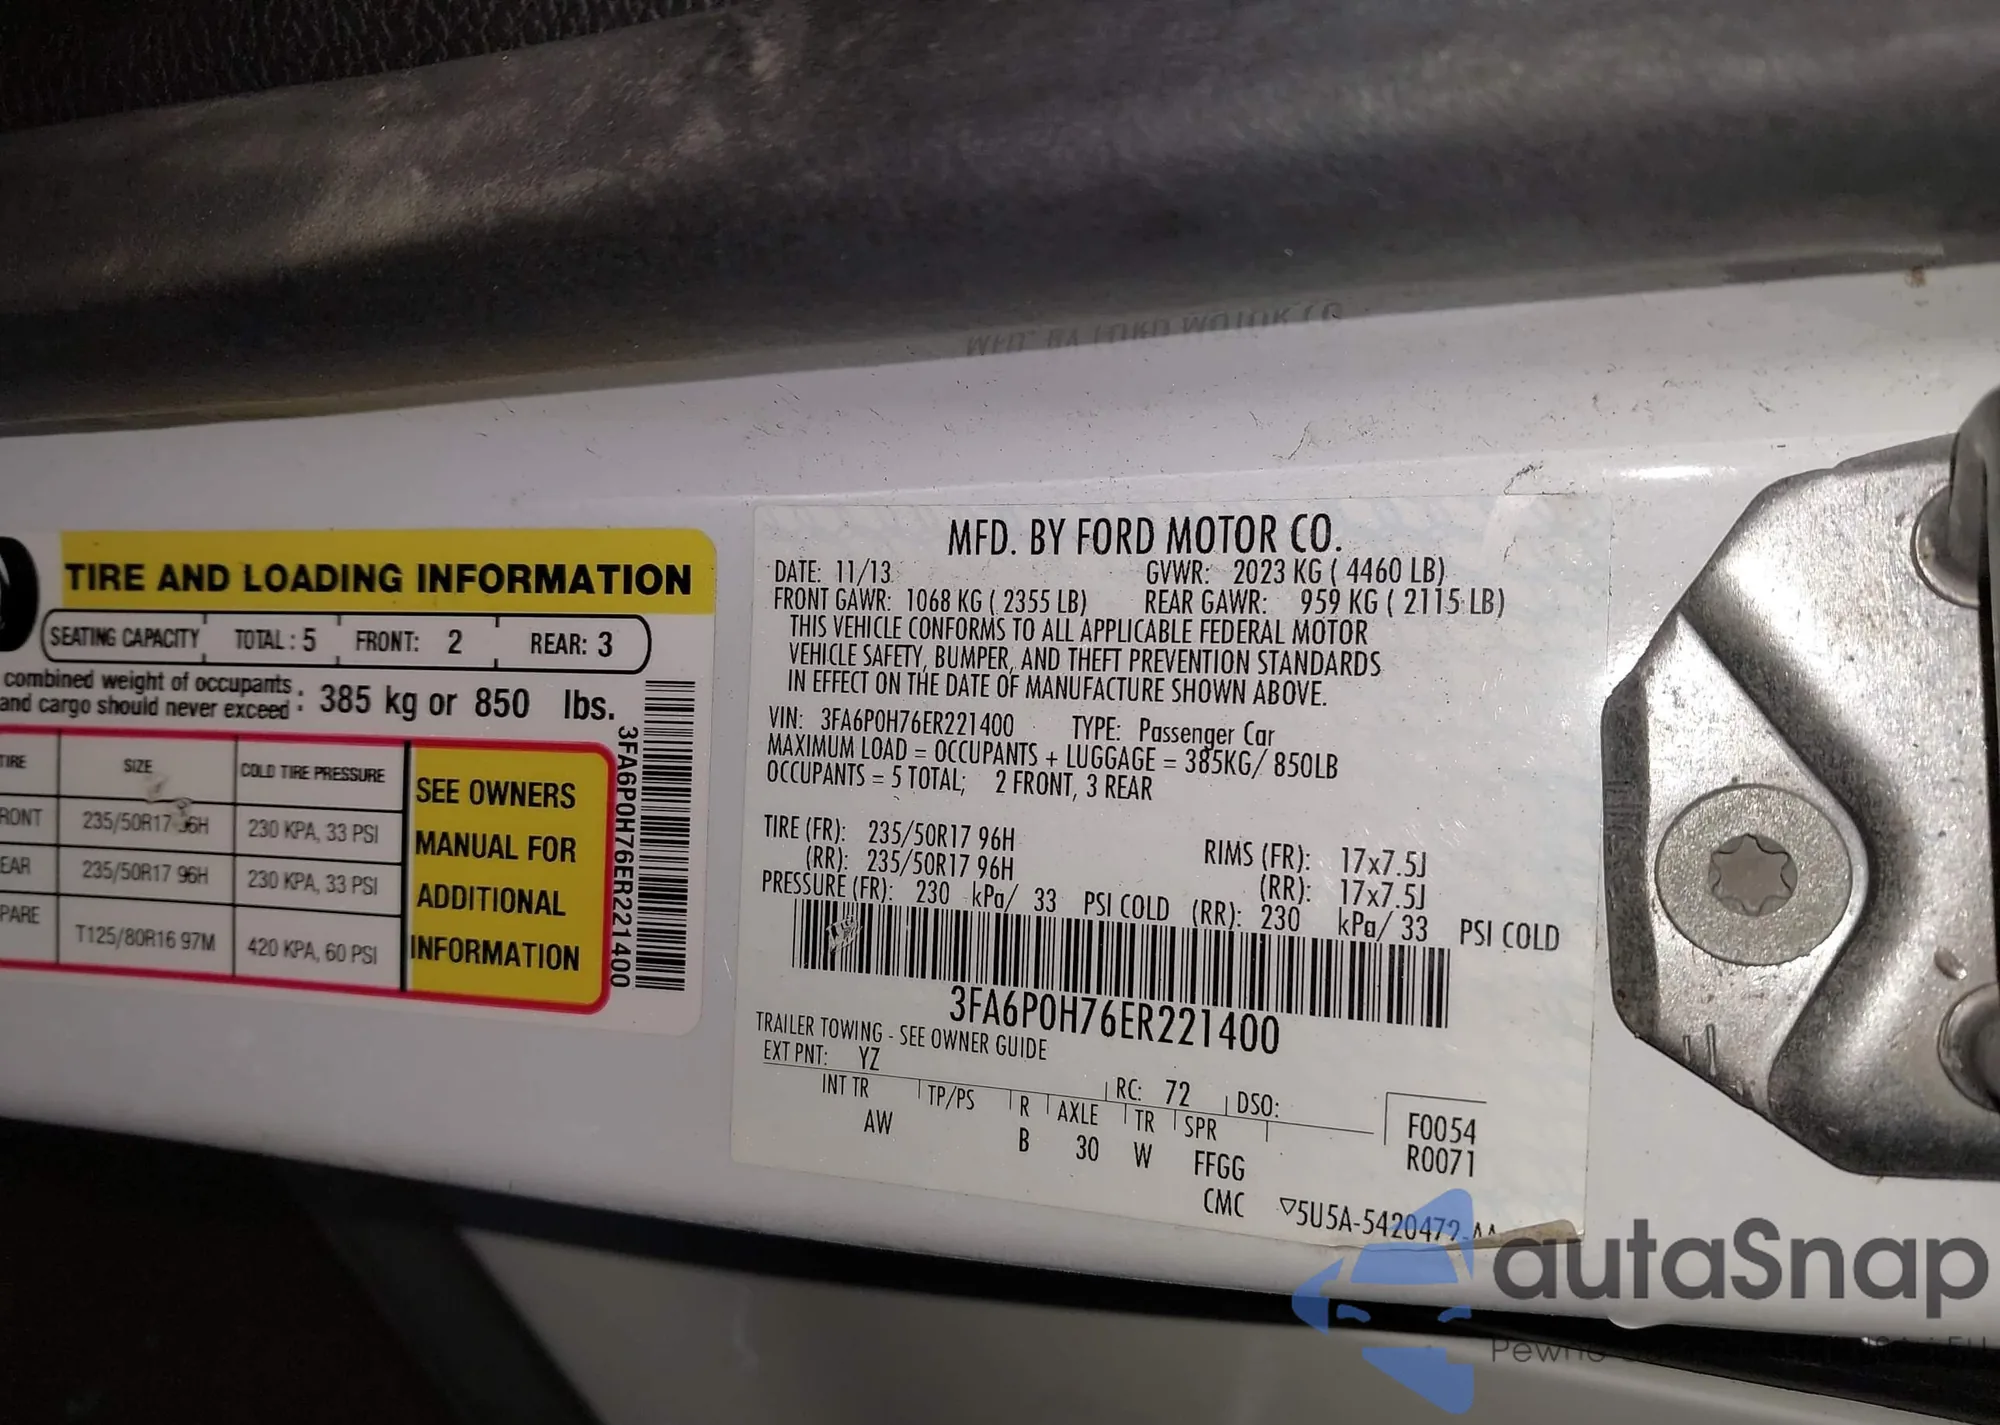 MFD. BY FORD MOTOR CO
TIRE AND LOADING INFORMATION
SEATING CAPACITY TOTAL : 5 FRONT: 2 REAR: 3
combined weight of occupants
and cargo should never exceed : 385 kg or 850 lbs.
SIZE COLD TIRE PRESSURE
235/50R17 230 KPA, 33 PSI
235/50R17 96H 230 KPA, 33 PSI
T125/80R16 97M 420 KPA, 60 PSI
SEE OWNERS
MANUAL FOR
ADDITIONAL
INFORMATION
3FA6P0H76ER221400
MFD. BY FORD MOTOR CO.
DATE: 11/13 GVWR: 2023 KG ( 4460 LB)
FRONT GAWR: 1068 KG ( 2355 LB) REAR GAWR: 959 KG ( 2115 LB)
THIS VEHICLE CONFORMS TO ALL APPLICABLE FEDERAL MOTOR
VEHICLE SAFETY, BUMPER, AND THEFT PREVENTION STANDARDS
IN EFFECT ON THE DATE OF MANUFACTURE SHOWN ABOVE.
VIN: 3FA6P0H76ER221400 TYPE: Passenger Car
MAXIMUM LOAD = OCCUPANTS + LUGGAGE = 385KG/ 850LB
OCCUPANTS = 5 TOTAL; 2 FRONT, 3 REAR
TIRE (FR): 235/50R17 96H RIMS (FR): 17x7.5J
(RR): 235/50R17 96H (RR): 17x7.5J
PRESSURE (FR): 230 kPa/ 33 PSI COLD (RR): 230 kPa/ 33 PSI COLD
3FA6P0H76ER221400
TRAILER TOWING - SEE OWNER GUIDE
EXT PNT: YZ RC: 72 DSO:
INT TR TP/PS R AXLE TR SPR
AW B 30 W FFGG
F0054
R0071
CMC ▽5U5A-5420472-AA
autaSnap
Pewne